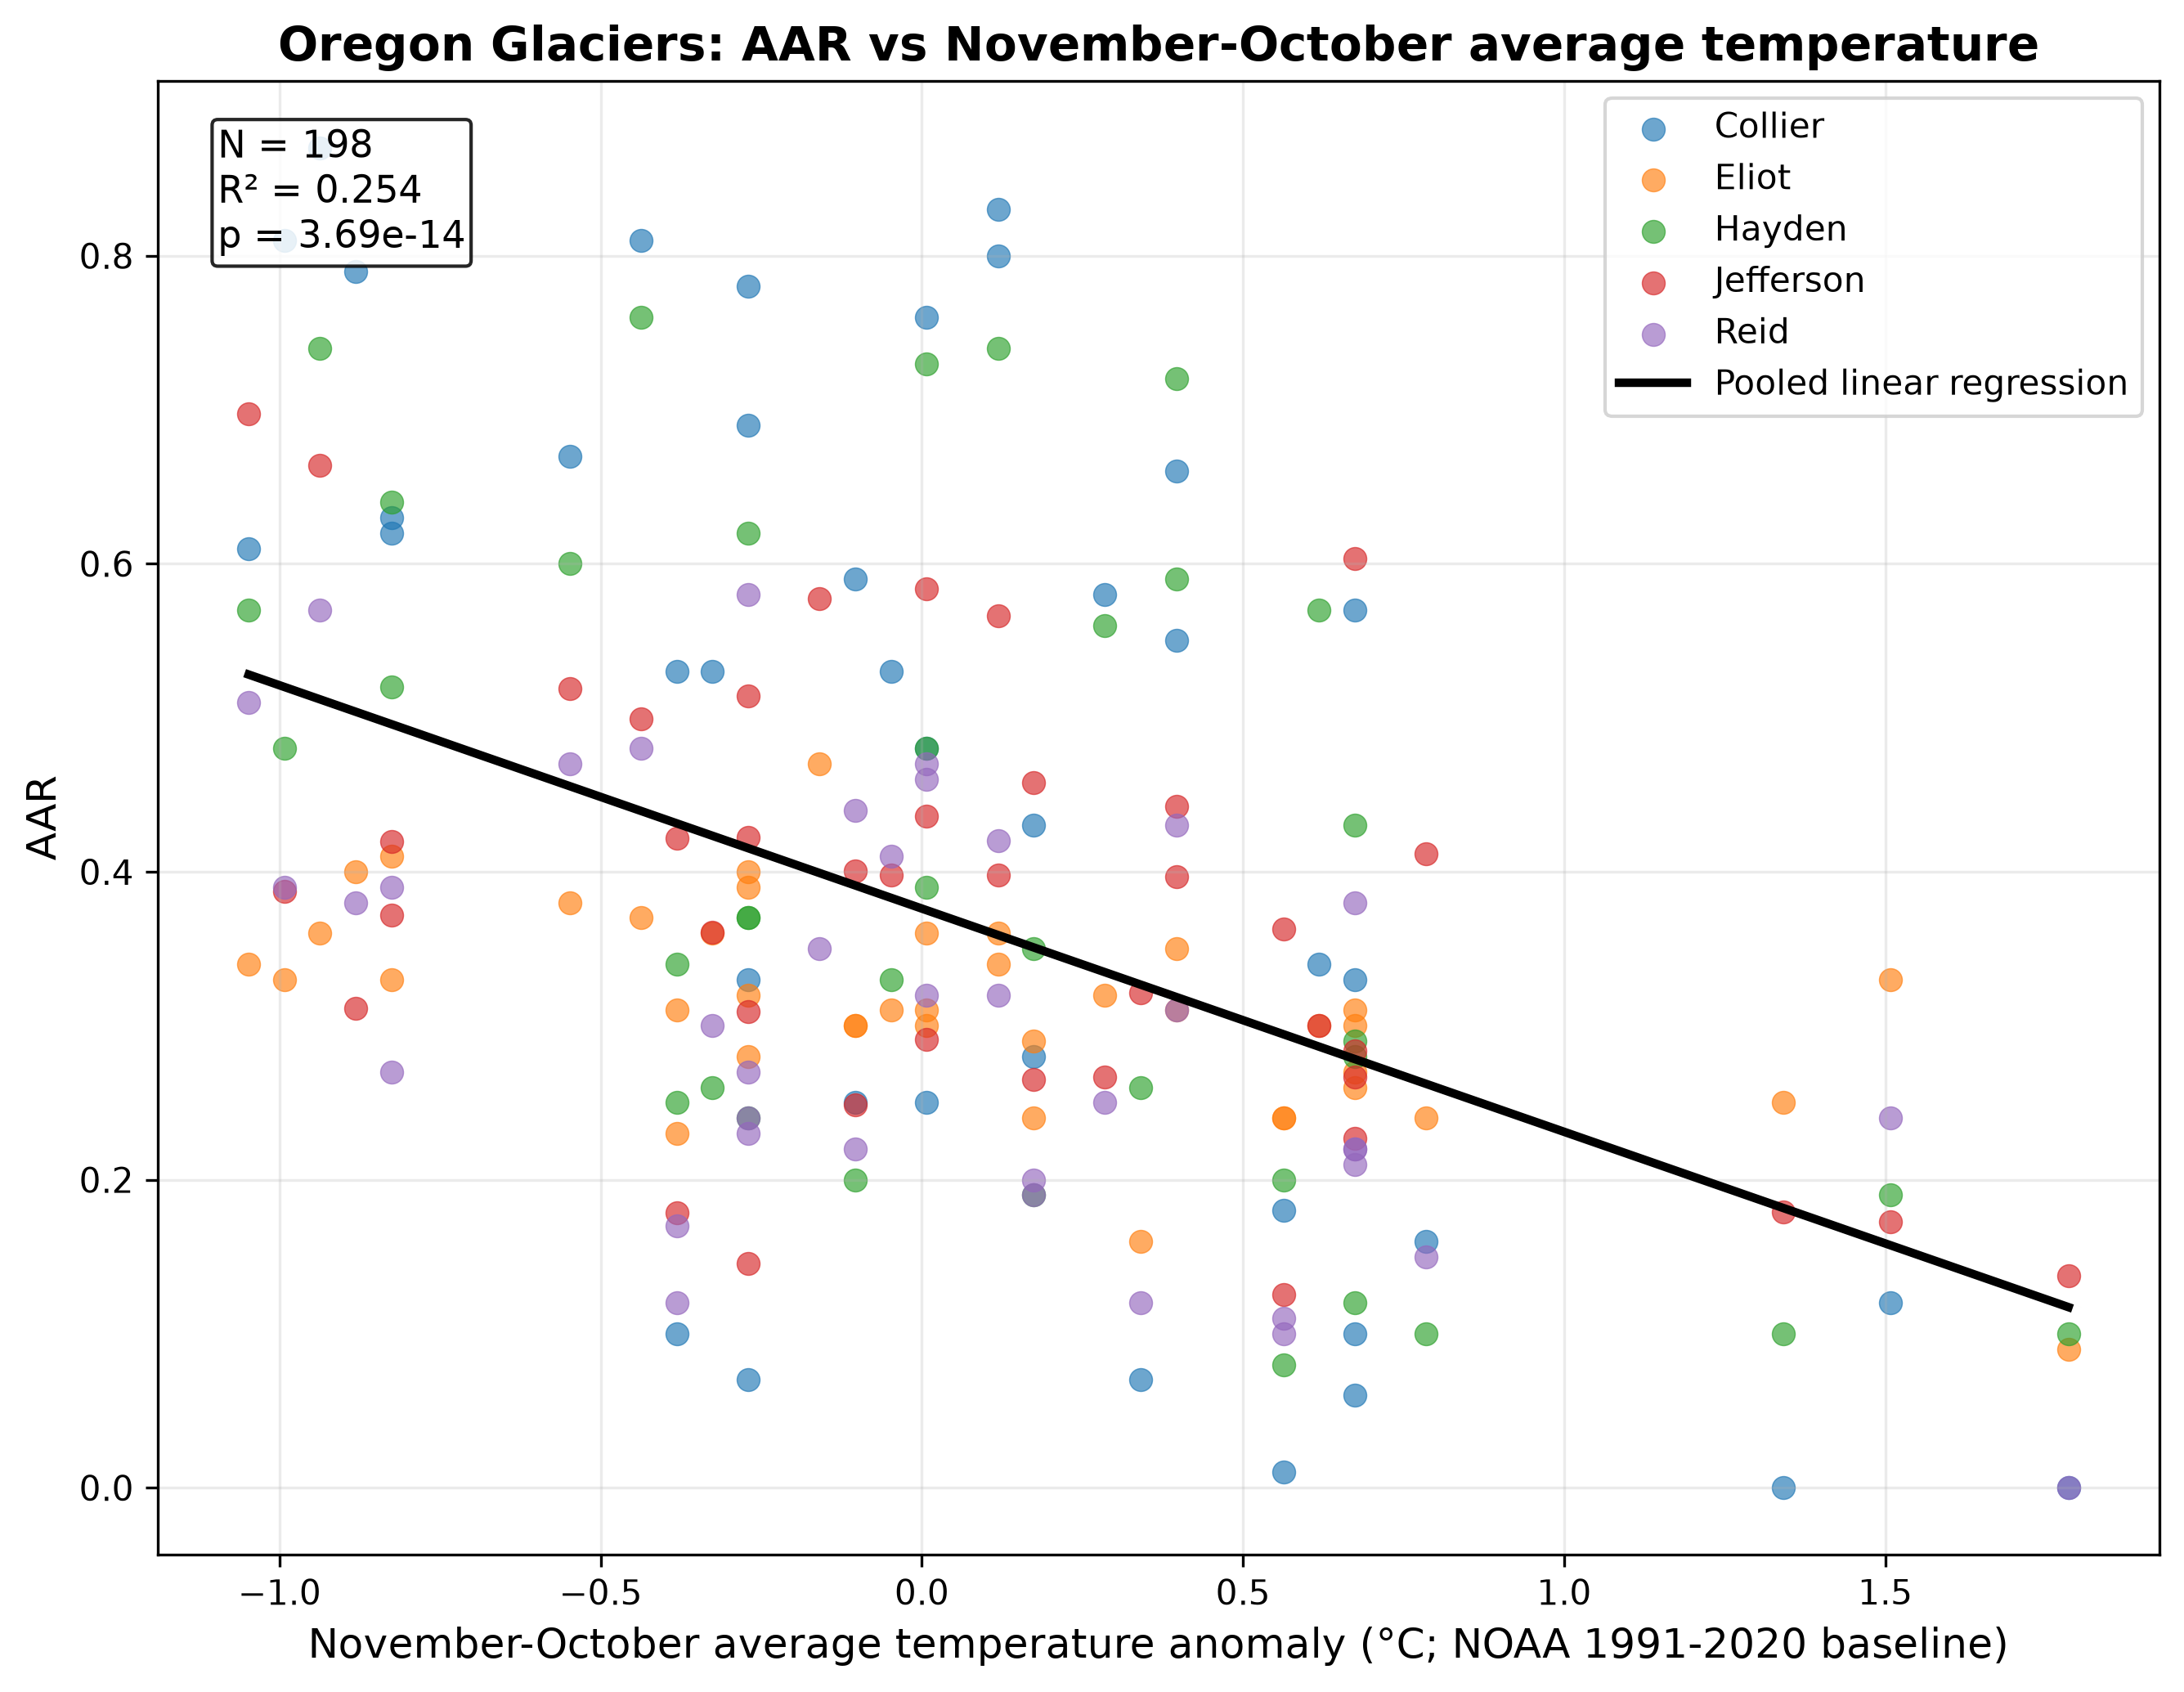 Oregon Glaciers: AAR vs November-October average temperature
N = 198
R² = 0.254
p = 3.69e-14
Collier
Eliot
Hayden
Jefferson
Reid
Pooled linear regression
AAR
0.8
0.6
0.4
0.2
0.0
−1.0
−0.5
0.0
0.5
1.0
1.5
November-October average temperature anomaly (°C; NOAA 1991-2020 baseline)